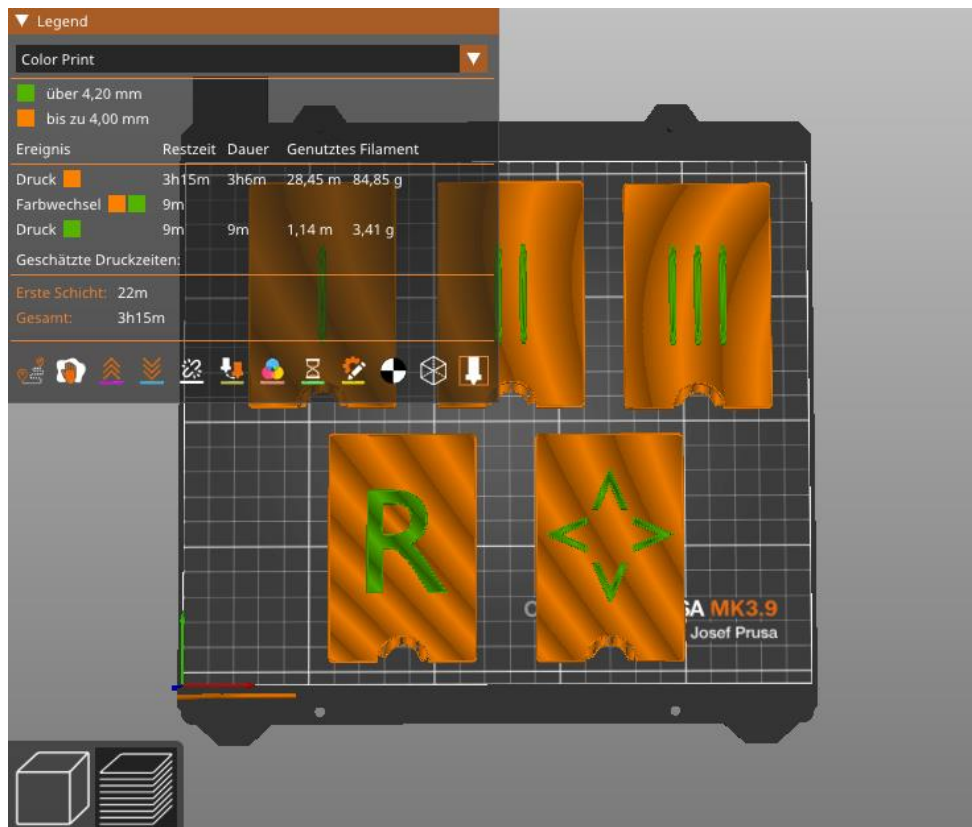 Legend
Color Print
über 4,20 mm
bis zu 4,00 mm
Ereignis Restzeit Dauer Genutztes Filament
Druck 3h15m 3h6m 28,45 m 84,85 g
Farbwechsel 9m
Druck 9m 9m 1,14 m 3,41 g
Geschätzte Druckzeiten:
Erste Schicht: 22m
Gesamt: 3h15m
R
MK3.9
Josef Prusa